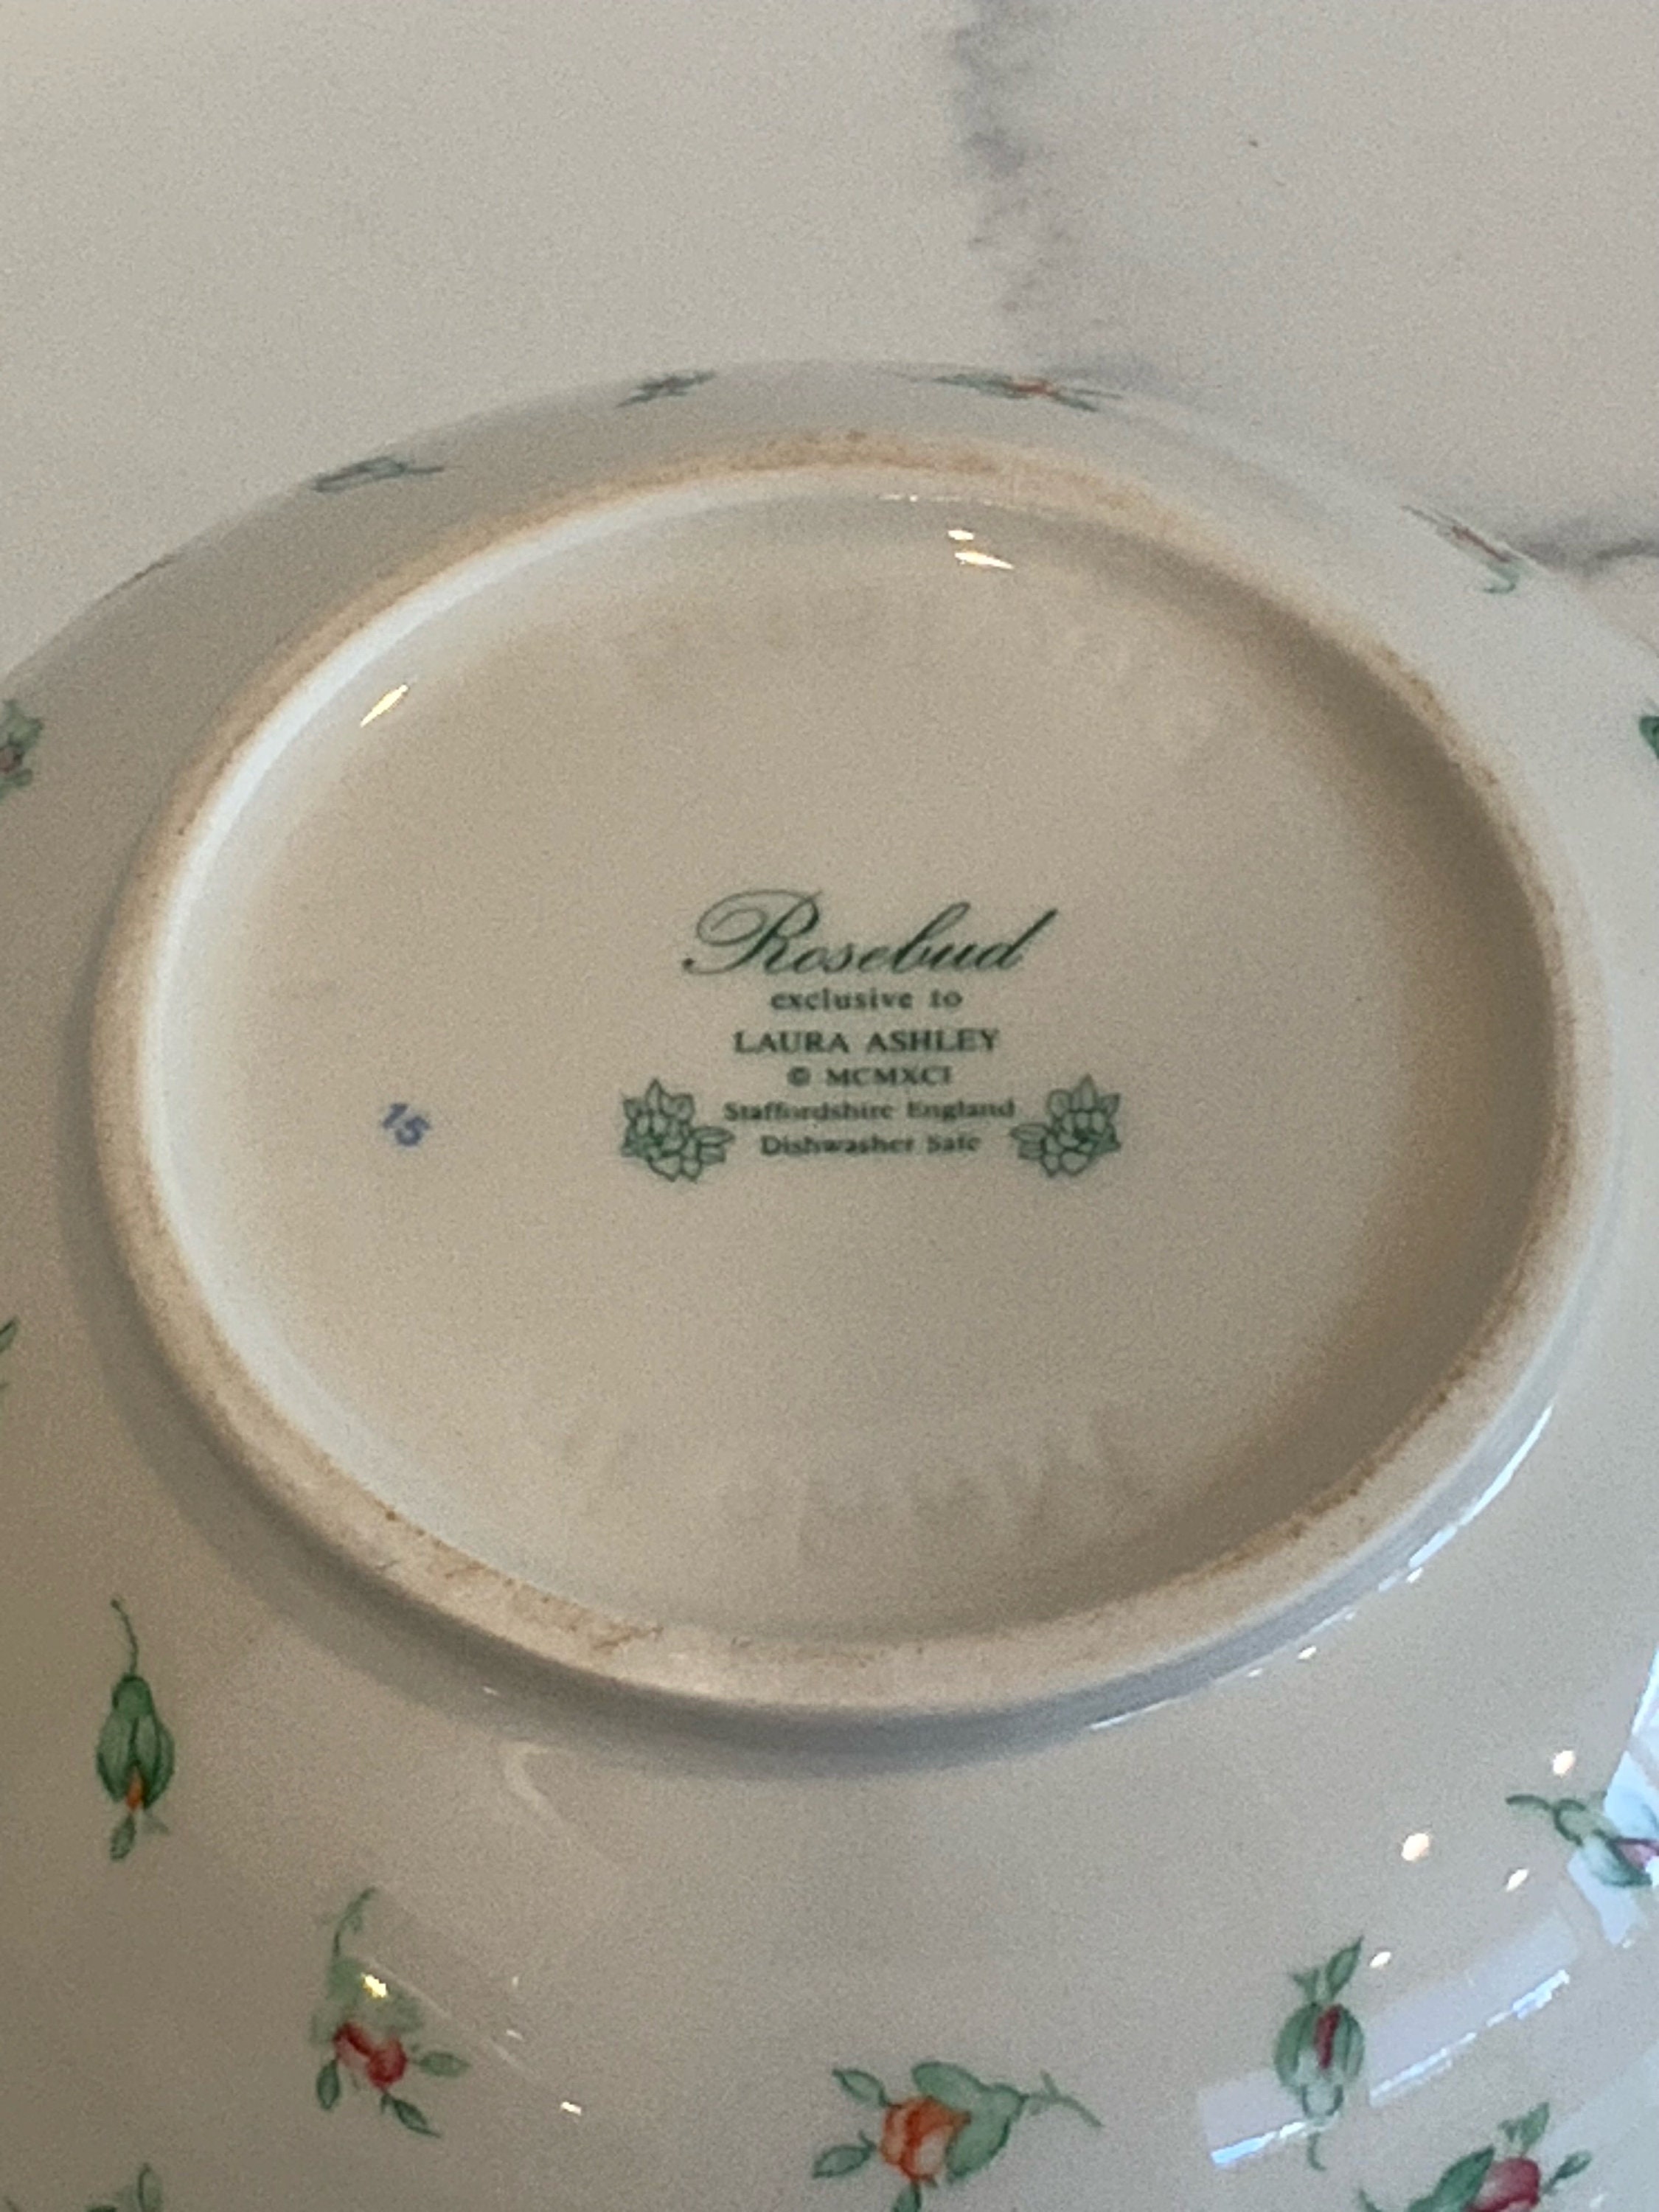 Rosebud
exclusive to
LAURA ASHLEY
© MCMXCI
Staffordshire England
Dishwasher Safe
15